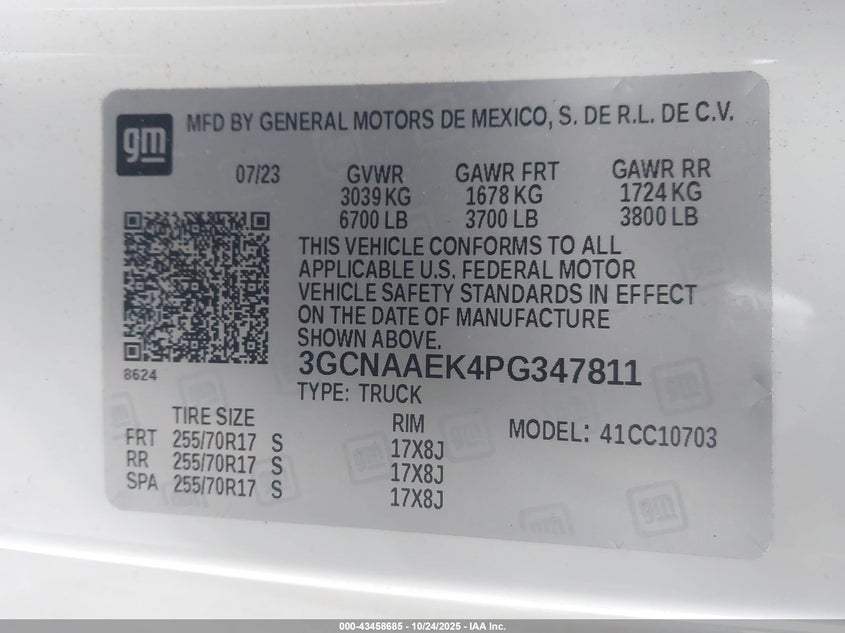 gm MFD BY GENERAL MOTORS DE MEXICO, S. DE R.L. DE C.V.
07/23 GVWR GAWR FRT GAWR RR
3039 KG 1678 KG 1724 KG
6700 LB 3700 LB 3800 LB
THIS VEHICLE CONFORMS TO ALL
APPLICABLE U.S. FEDERAL MOTOR
VEHICLE SAFETY STANDARDS IN EFFECT
ON THE DATE OF MANUFACTURE
SHOWN ABOVE.
8624 3GCNAAEK4PG347811
TYPE: TRUCK
TIRE SIZE RIM MODEL: 41CC10703
FRT 255/70R17 S 17X8J
RR 255/70R17 S 17X8J
SPA 255/70R17 S 17X8J
gm
000-43458685 - 10/24/2025 - IAA Inc.